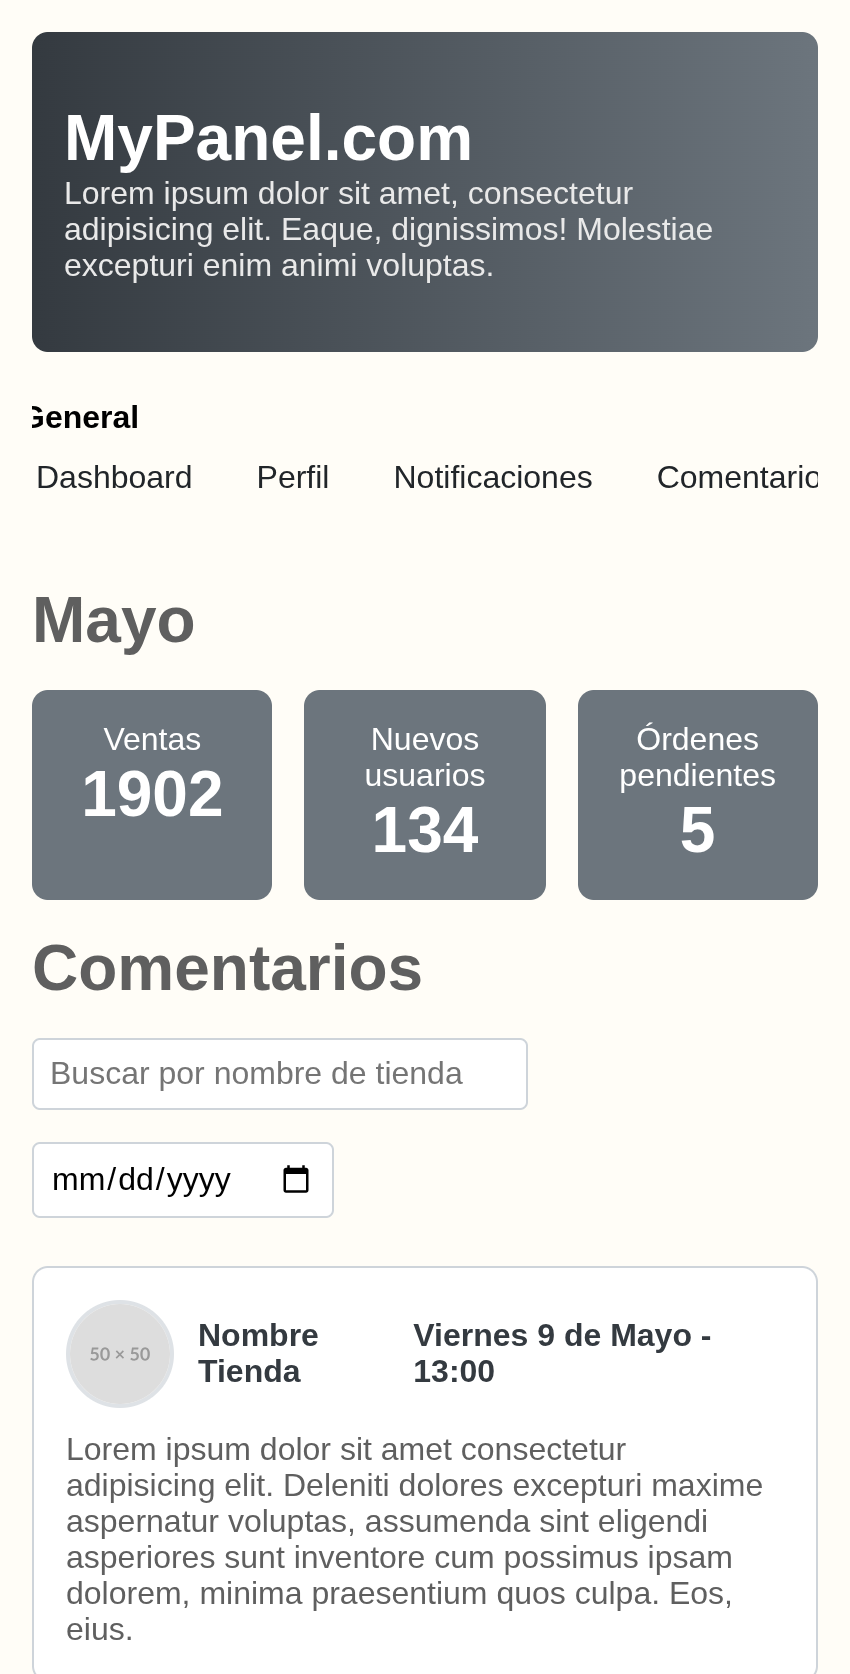 MyPanel.com
Lorem ipsum dolor sit amet, consectetur
adipisicing elit. Eaque, dignissimos! Molestiae
excepturi enim animi voluptas.
General
Dashboard Perfil Notificaciones Comentario
Mayo
Ventas
1902
Nuevos
usuarios
134
Órdenes
pendientes
5
Comentarios
Buscar por nombre de tienda
mm/dd/yyyy
50 × 50
Nombre
Tienda
Viernes 9 de Mayo -
13:00
Lorem ipsum dolor sit amet consectetur
adipisicing elit. Deleniti dolores excepturi maxime
aspernatur voluptas, assumenda sint eligendi
asperiores sunt inventore cum possimus ipsam
dolorem, minima praesentium quos culpa. Eos,
eius.